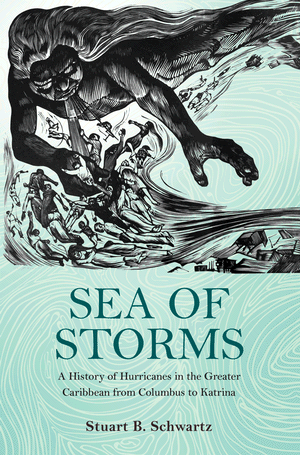 SEA OF
STORMS
A History of Hurricanes in the Greater
Caribbean from Columbus to Katrina
Stuart B. Schwartz